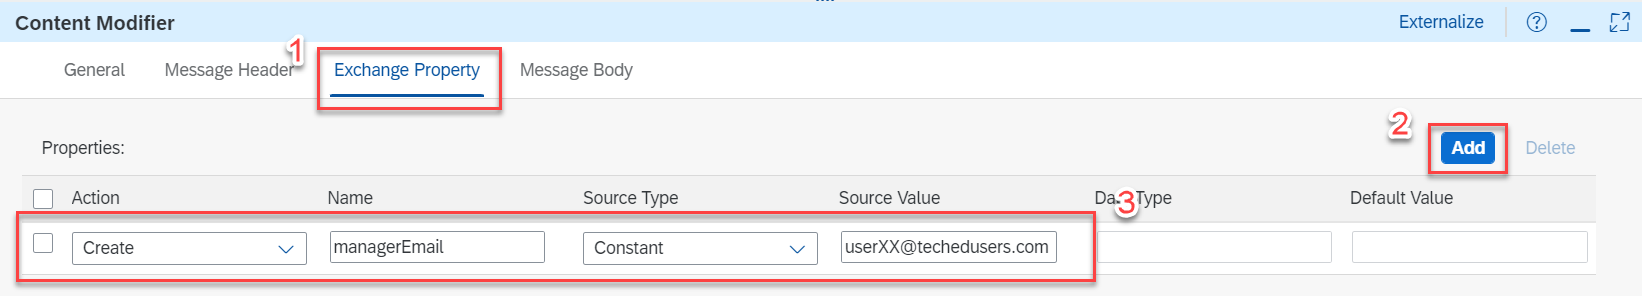 Content Modifier Externalize
1
General Message Header Exchange Property Message Body
2
Properties: Add Delete
Action Name Source Type Source Value Data Type Default Value
3
Create managerEmail Constant userXX@techedusers.com